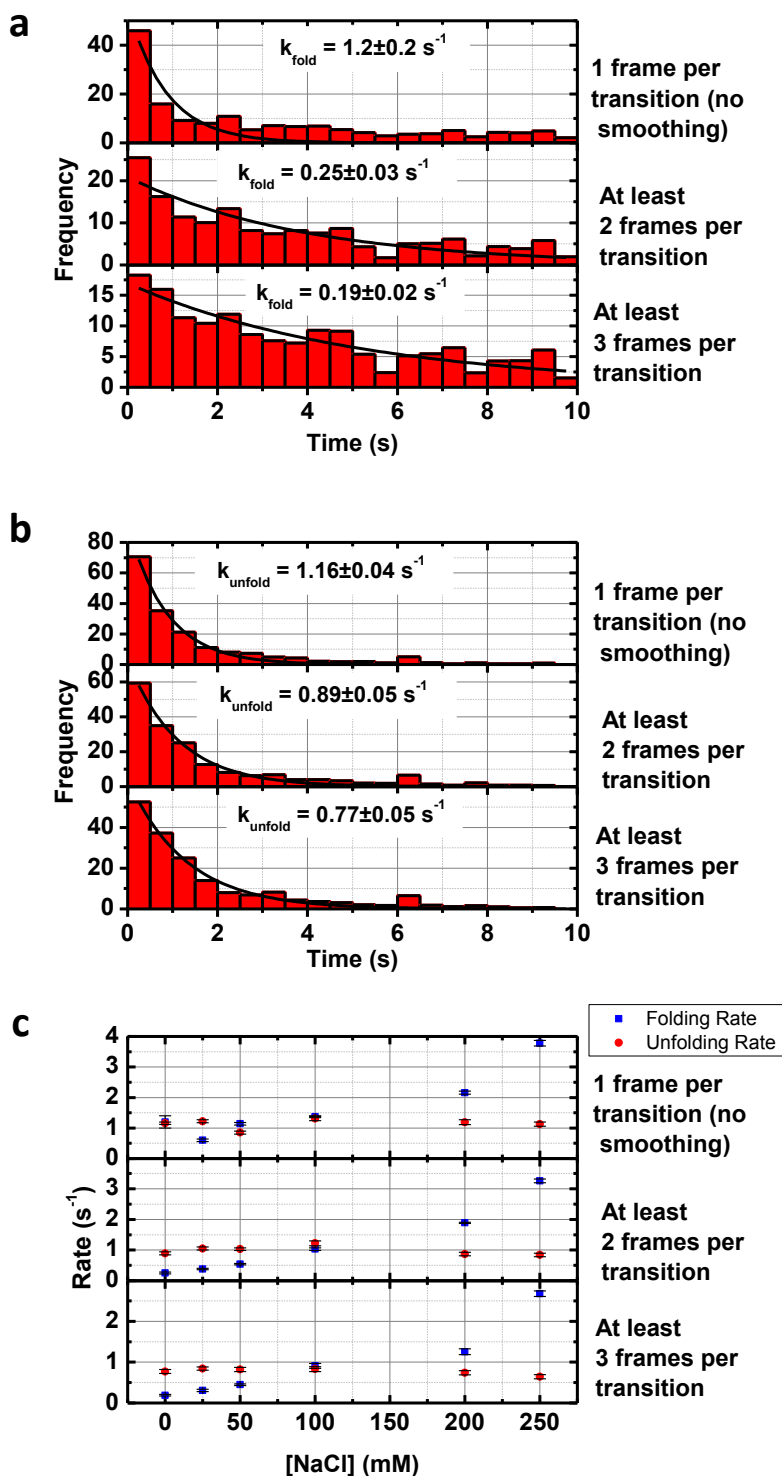 a
k_fold = 1.2±0.2 s⁻¹
40
20
0
1 frame per
transition (no
smoothing)
k_fold = 0.25±0.03 s⁻¹
20
10
0
Frequency
At least
2 frames per
transition
k_fold = 0.19±0.02 s⁻¹
15
10
5
0
At least
3 frames per
transition
0 2 4 6 8 10
Time (s)
b
k_unfold = 1.16±0.04 s⁻¹
80
60
40
20
0
1 frame per
transition (no
smoothing)
k_unfold = 0.89±0.05 s⁻¹
60
40
20
0
Frequency
At least
2 frames per
transition
k_unfold = 0.77±0.05 s⁻¹
40
20
0
At least
3 frames per
transition
0 2 4 6 8 10
Time (s)
c
Folding Rate
Unfolding Rate
4
3
2
1
0
1 frame per
transition (no
smoothing)
3
2
1
0
Rate (s⁻¹)
At least
2 frames per
transition
2
1
0
At least
3 frames per
transition
0 50 100 150 200 250
[NaCl] (mM)